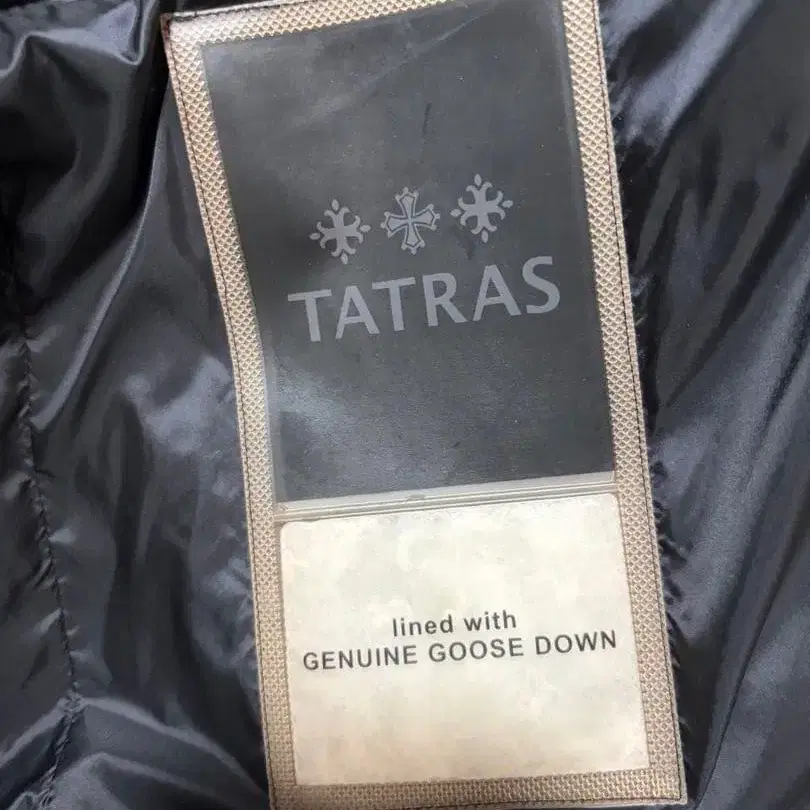 TATRAS
lined with
GENUINE GOOSE DOWN